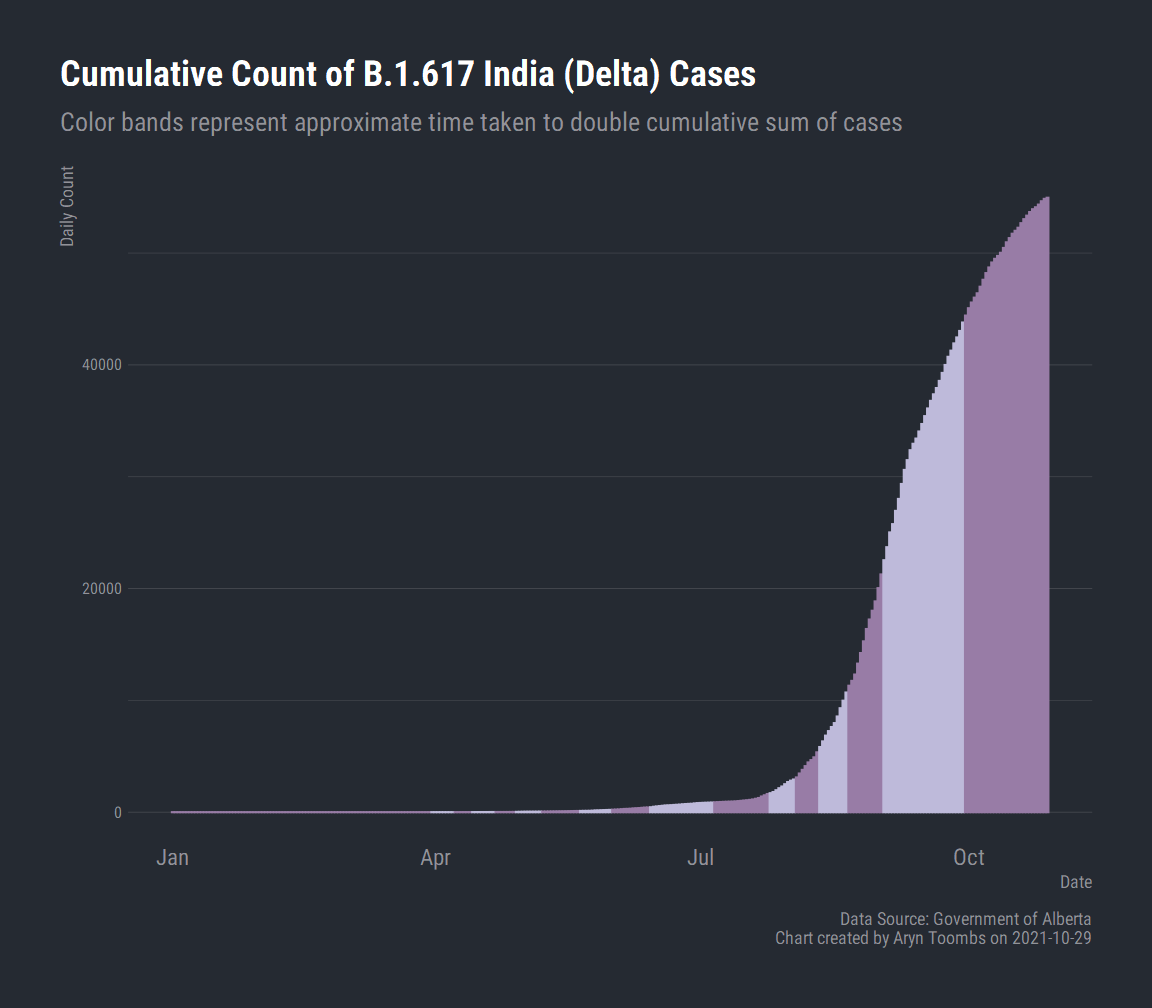 Cumulative Count of B.1.617 India (Delta) Cases
Color bands represent approximate time taken to double cumulative sum of cases
Daily Count
40000
20000
0
Jan Apr Jul Oct
Date
Data Source: Government of Alberta
Chart created by Aryn Toombs on 2021-10-29